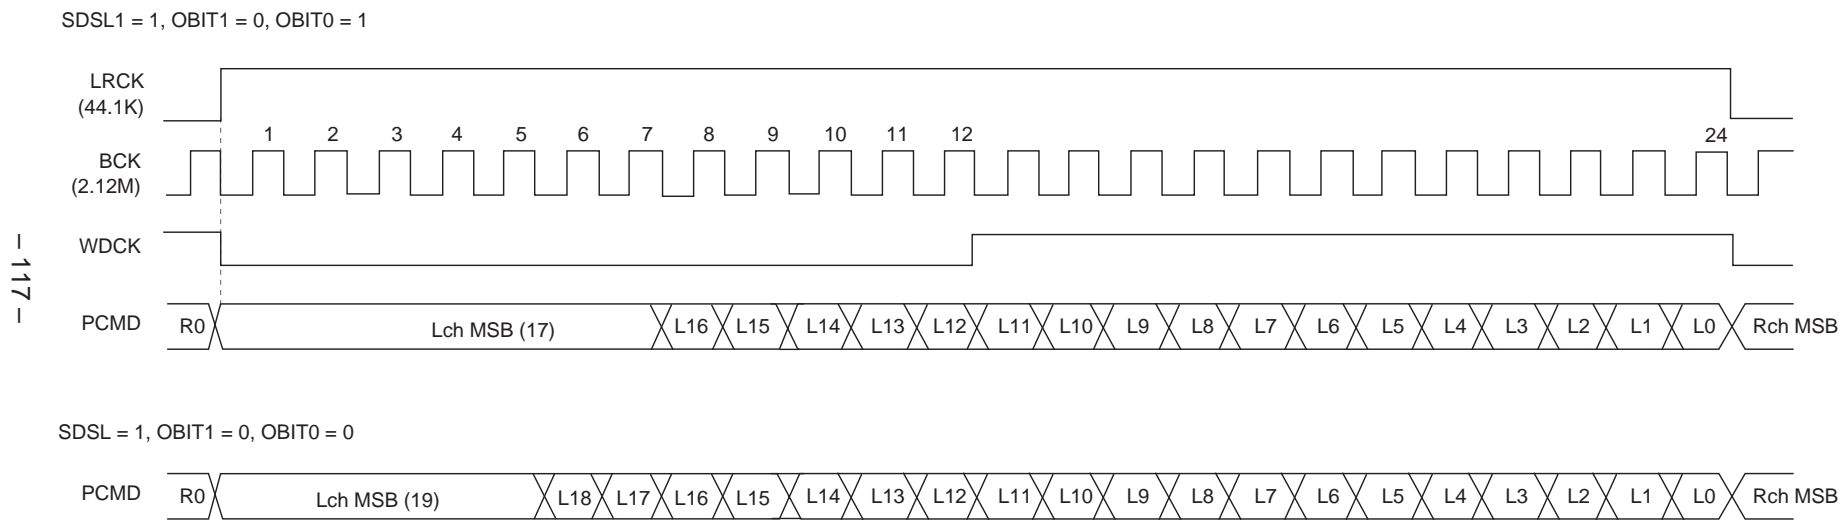 SDSL1 = 1, OBIT1 = 0, OBIT0 = 1
LRCK
(44.1K)
1 2 3 4 5 6 7 8 9 10 11 12 24
BCK
(2.12M)
WDCK
– 117 –
PCMD R0 Lch MSB (17) L16 L15 L14 L13 L12 L11 L10 L9 L8 L7 L6 L5 L4 L3 L2 L1 L0 Rch MSB
SDSL = 1, OBIT1 = 0, OBIT0 = 0
PCMD R0 Lch MSB (19) L18 L17 L16 L15 L14 L13 L12 L11 L10 L9 L8 L7 L6 L5 L4 L3 L2 L1 L0 Rch MSB